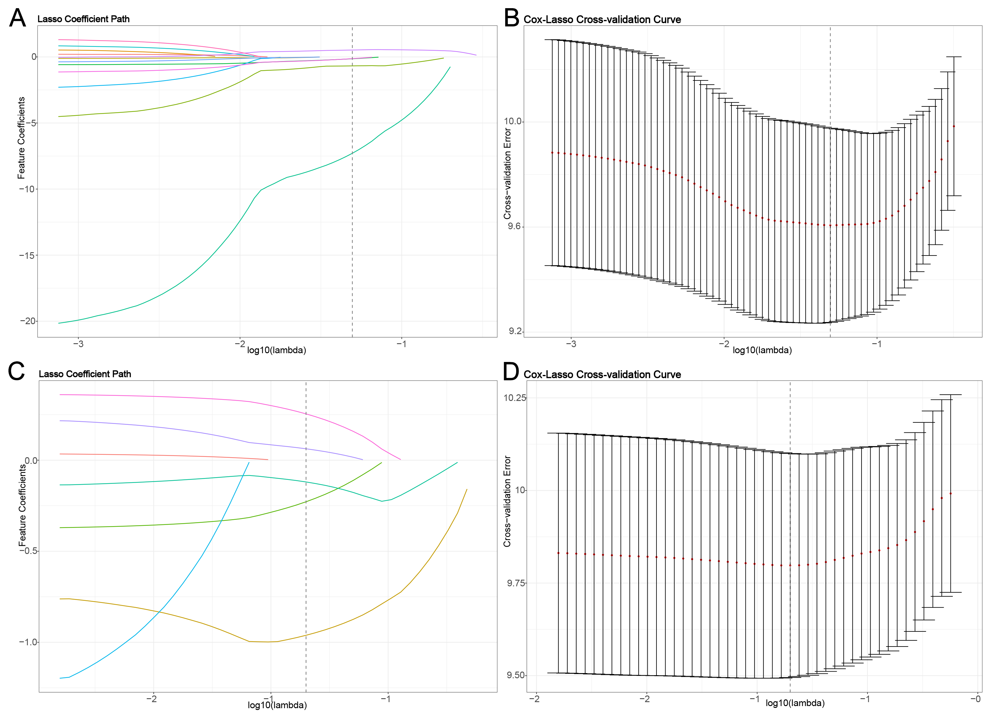 A
Lasso Coefficient Path
Feature Coefficients
0
−5
−10
−15
−20
−3
−2
−1
log10(lambda)
B
Cox-Lasso Cross-validation Curve
Cross−validation Error
10.0
9.6
9.2
−3
−2
−1
log10(lambda)
C
Lasso Coefficient Path
Feature Coefficients
0.0
−0.5
−1.0
−2
−1
−1
log10(lambda)
D
Cox-Lasso Cross-validation Curve
Cross−validation Error
10.25
10
9.75
9.50
−2
−2
−1
−1
−0
log10(lambda)